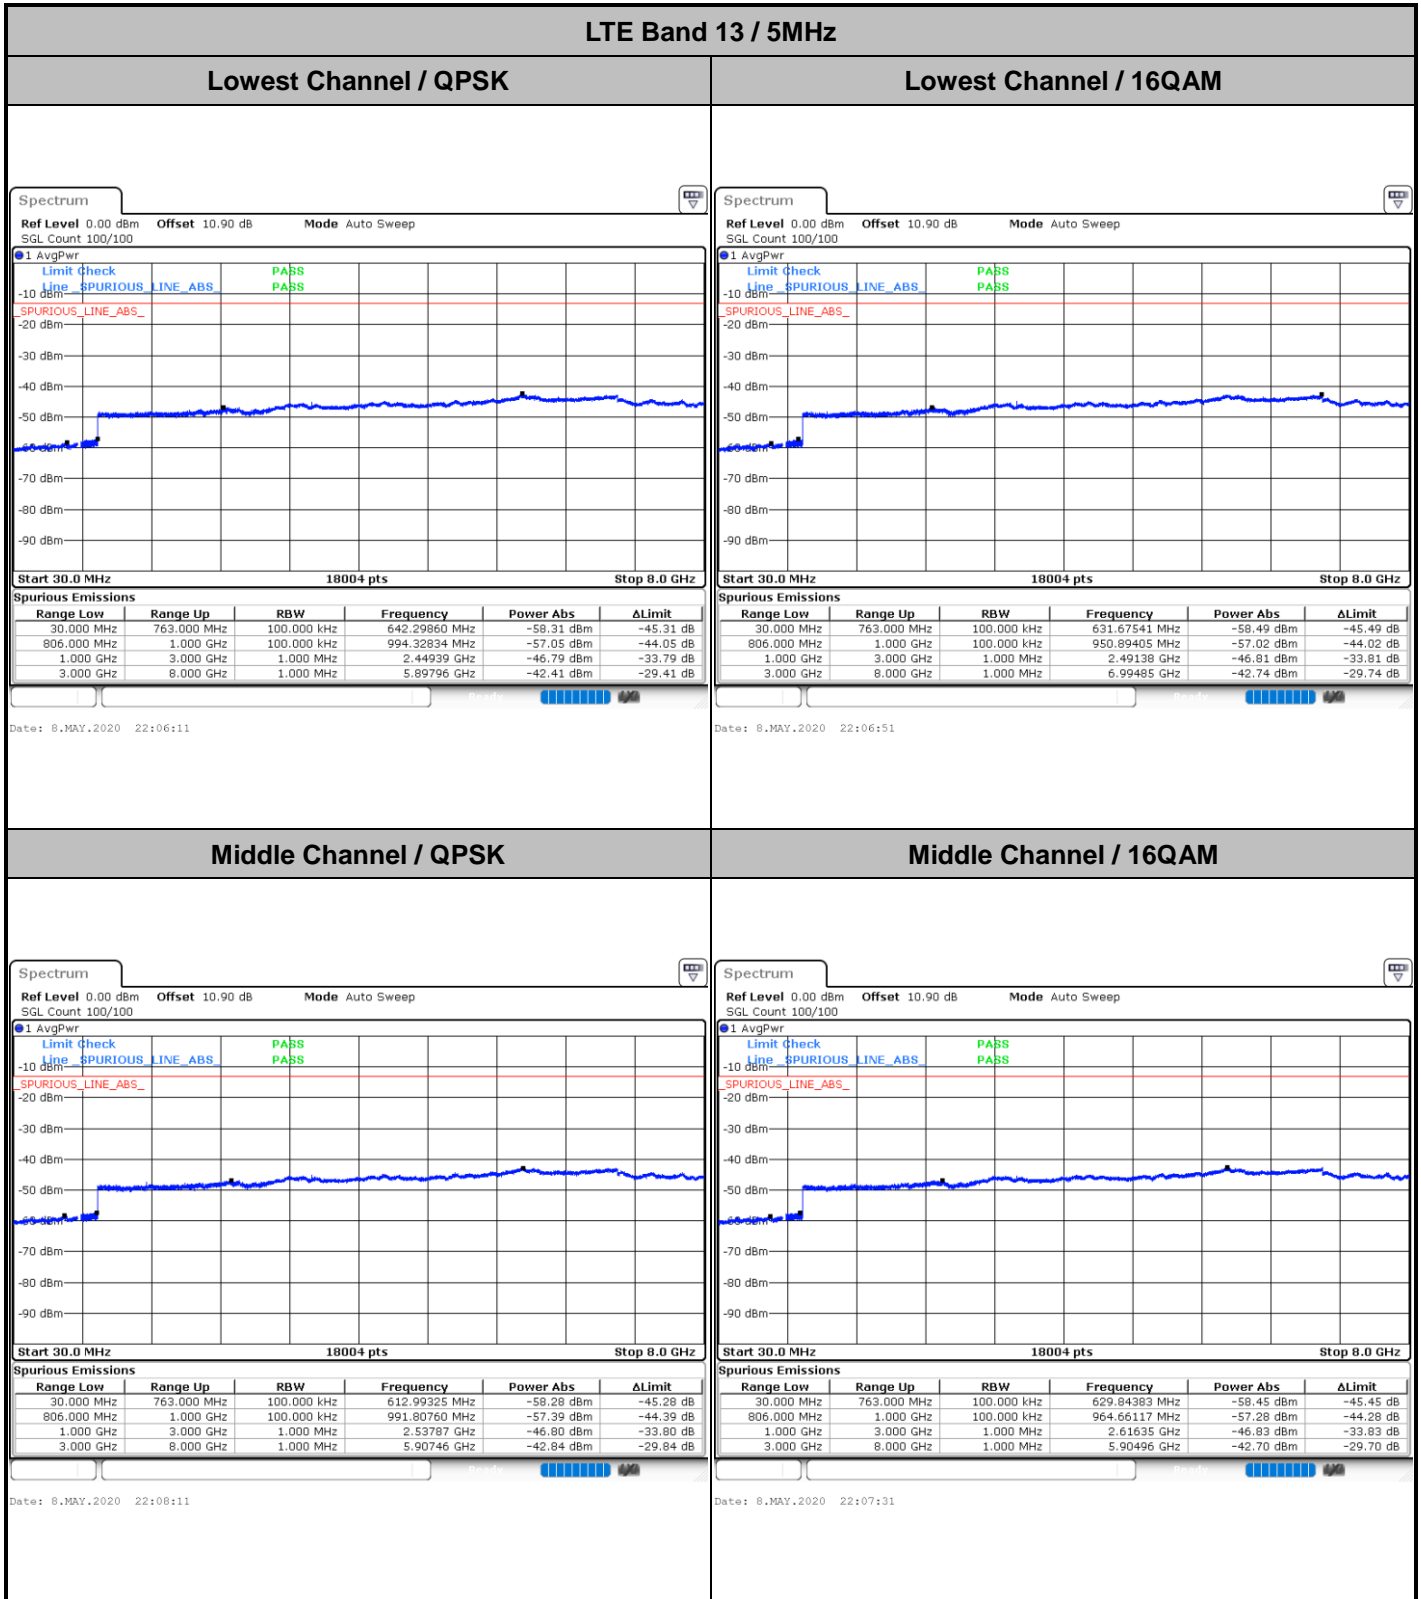 LTE Band 13 / 5MHz
Lowest Channel / QPSK
Lowest Channel / 16QAM
Spectrum
Ref Level 0.00 dBm Offset 10.90 dB Mode Auto Sweep
SGL Count 100/100
1 AvgPwr
Limit Check PASS
Line _SPURIOUS_LINE_ABS_ PASS
-10 dBm
_SPURIOUS_LINE_ABS_
-20 dBm
-30 dBm
-40 dBm
-50 dBm
-60 dBm
-70 dBm
-80 dBm
-90 dBm
Start 30.0 MHz 18004 pts Stop 8.0 GHz
Spurious Emissions
Range Low Range Up RBW Frequency Power Abs ΔLimit
30.000 MHz 763.000 MHz 100.000 kHz 642.29860 MHz -58.31 dBm -45.31 dB
806.000 MHz 1.000 GHz 100.000 kHz 994.32834 MHz -57.05 dBm -44.05 dB
1.000 GHz 3.000 GHz 1.000 MHz 2.44939 GHz -46.79 dBm -33.79 dB
3.000 GHz 8.000 GHz 1.000 MHz 5.89796 GHz -42.41 dBm -29.41 dB
Ready
Date: 8.MAY.2020 22:06:11
Spectrum
Ref Level 0.00 dBm Offset 10.90 dB Mode Auto Sweep
SGL Count 100/100
1 AvgPwr
Limit Check PASS
Line _SPURIOUS_LINE_ABS_ PASS
-10 dBm
_SPURIOUS_LINE_ABS_
-20 dBm
-30 dBm
-40 dBm
-50 dBm
-60 dBm
-70 dBm
-80 dBm
-90 dBm
Start 30.0 MHz 18004 pts Stop 8.0 GHz
Spurious Emissions
Range Low Range Up RBW Frequency Power Abs ΔLimit
30.000 MHz 763.000 MHz 100.000 kHz 631.67541 MHz -58.49 dBm -45.49 dB
806.000 MHz 1.000 GHz 100.000 kHz 950.89405 MHz -57.02 dBm -44.02 dB
1.000 GHz 3.000 GHz 1.000 MHz 2.49138 GHz -46.81 dBm -33.81 dB
3.000 GHz 8.000 GHz 1.000 MHz 6.99485 GHz -42.74 dBm -29.74 dB
Ready
Date: 8.MAY.2020 22:06:51
Middle Channel / QPSK
Middle Channel / 16QAM
Spectrum
Ref Level 0.00 dBm Offset 10.90 dB Mode Auto Sweep
SGL Count 100/100
1 AvgPwr
Limit Check PASS
Line _SPURIOUS_LINE_ABS_ PASS
-10 dBm
_SPURIOUS_LINE_ABS_
-20 dBm
-30 dBm
-40 dBm
-50 dBm
-60 dBm
-70 dBm
-80 dBm
-90 dBm
Start 30.0 MHz 18004 pts Stop 8.0 GHz
Spurious Emissions
Range Low Range Up RBW Frequency Power Abs ΔLimit
30.000 MHz 763.000 MHz 100.000 kHz 612.99325 MHz -58.28 dBm -45.28 dB
806.000 MHz 1.000 GHz 100.000 kHz 991.80760 MHz -57.39 dBm -44.39 dB
1.000 GHz 3.000 GHz 1.000 MHz 2.53787 GHz -46.80 dBm -33.80 dB
3.000 GHz 8.000 GHz 1.000 MHz 5.90746 GHz -42.84 dBm -29.84 dB
Ready
Date: 8.MAY.2020 22:08:11
Spectrum
Ref Level 0.00 dBm Offset 10.90 dB Mode Auto Sweep
SGL Count 100/100
1 AvgPwr
Limit Check PASS
Line _SPURIOUS_LINE_ABS_ PASS
-10 dBm
_SPURIOUS_LINE_ABS_
-20 dBm
-30 dBm
-40 dBm
-50 dBm
-60 dBm
-70 dBm
-80 dBm
-90 dBm
Start 30.0 MHz 18004 pts Stop 8.0 GHz
Spurious Emissions
Range Low Range Up RBW Frequency Power Abs ΔLimit
30.000 MHz 763.000 MHz 100.000 kHz 629.84383 MHz -58.45 dBm -45.45 dB
806.000 MHz 1.000 GHz 100.000 kHz 964.66117 MHz -57.28 dBm -44.28 dB
1.000 GHz 3.000 GHz 1.000 MHz 2.61635 GHz -46.83 dBm -33.83 dB
3.000 GHz 8.000 GHz 1.000 MHz 5.90496 GHz -42.70 dBm -29.70 dB
Ready
Date: 8.MAY.2020 22:07:31